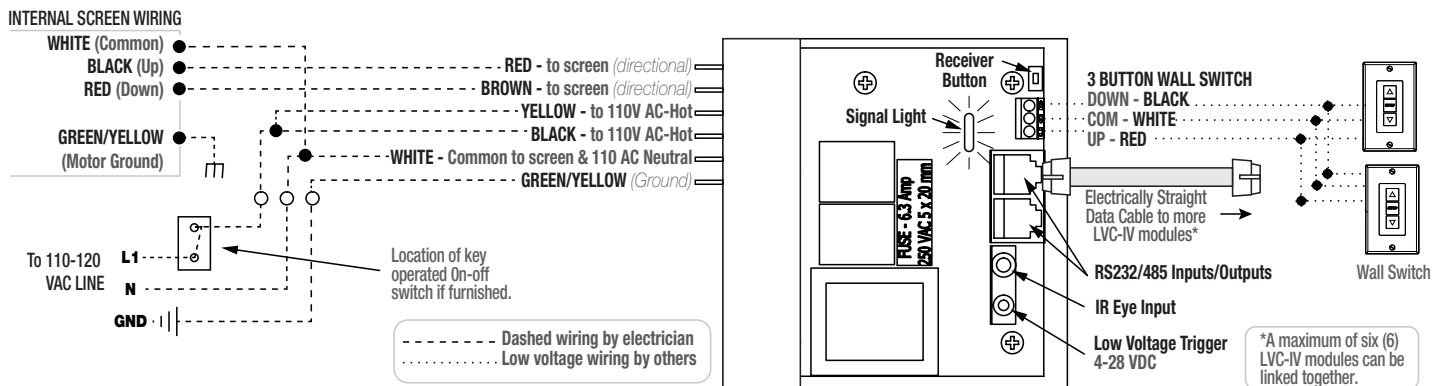 INTERNAL SCREEN WIRING
WHITE (Common)
BLACK (Up)
RED (Down)
GREEN/YELLOW
(Motor Ground)
RED - to screen (directional)
BROWN - to screen (directional)
YELLOW - to 110V AC-Hot
BLACK - to 110V AC-Hot
WHITE - Common to screen & 110 AC Neutral
GREEN/YELLOW (Ground)
To 110-120
VAC LINE
L1
N
GND
Location of key
operated On-off
switch if furnished.
Dashed wiring by electrician
Low voltage wiring by others
Receiver
Button
Signal Light
FUSE - 6.3 Amp
250 VAC 5 x 20 mm
3 BUTTON WALL SWITCH
DOWN - BLACK
COM - WHITE
UP - RED
Electrically Straight
Data Cable to more
LVC-IV modules*
RS232/485 Inputs/Outputs
IR Eye Input
Low Voltage Trigger
4-28 VDC
Wall Switch
*A maximum of six (6)
LVC-IV modules can be
linked together.